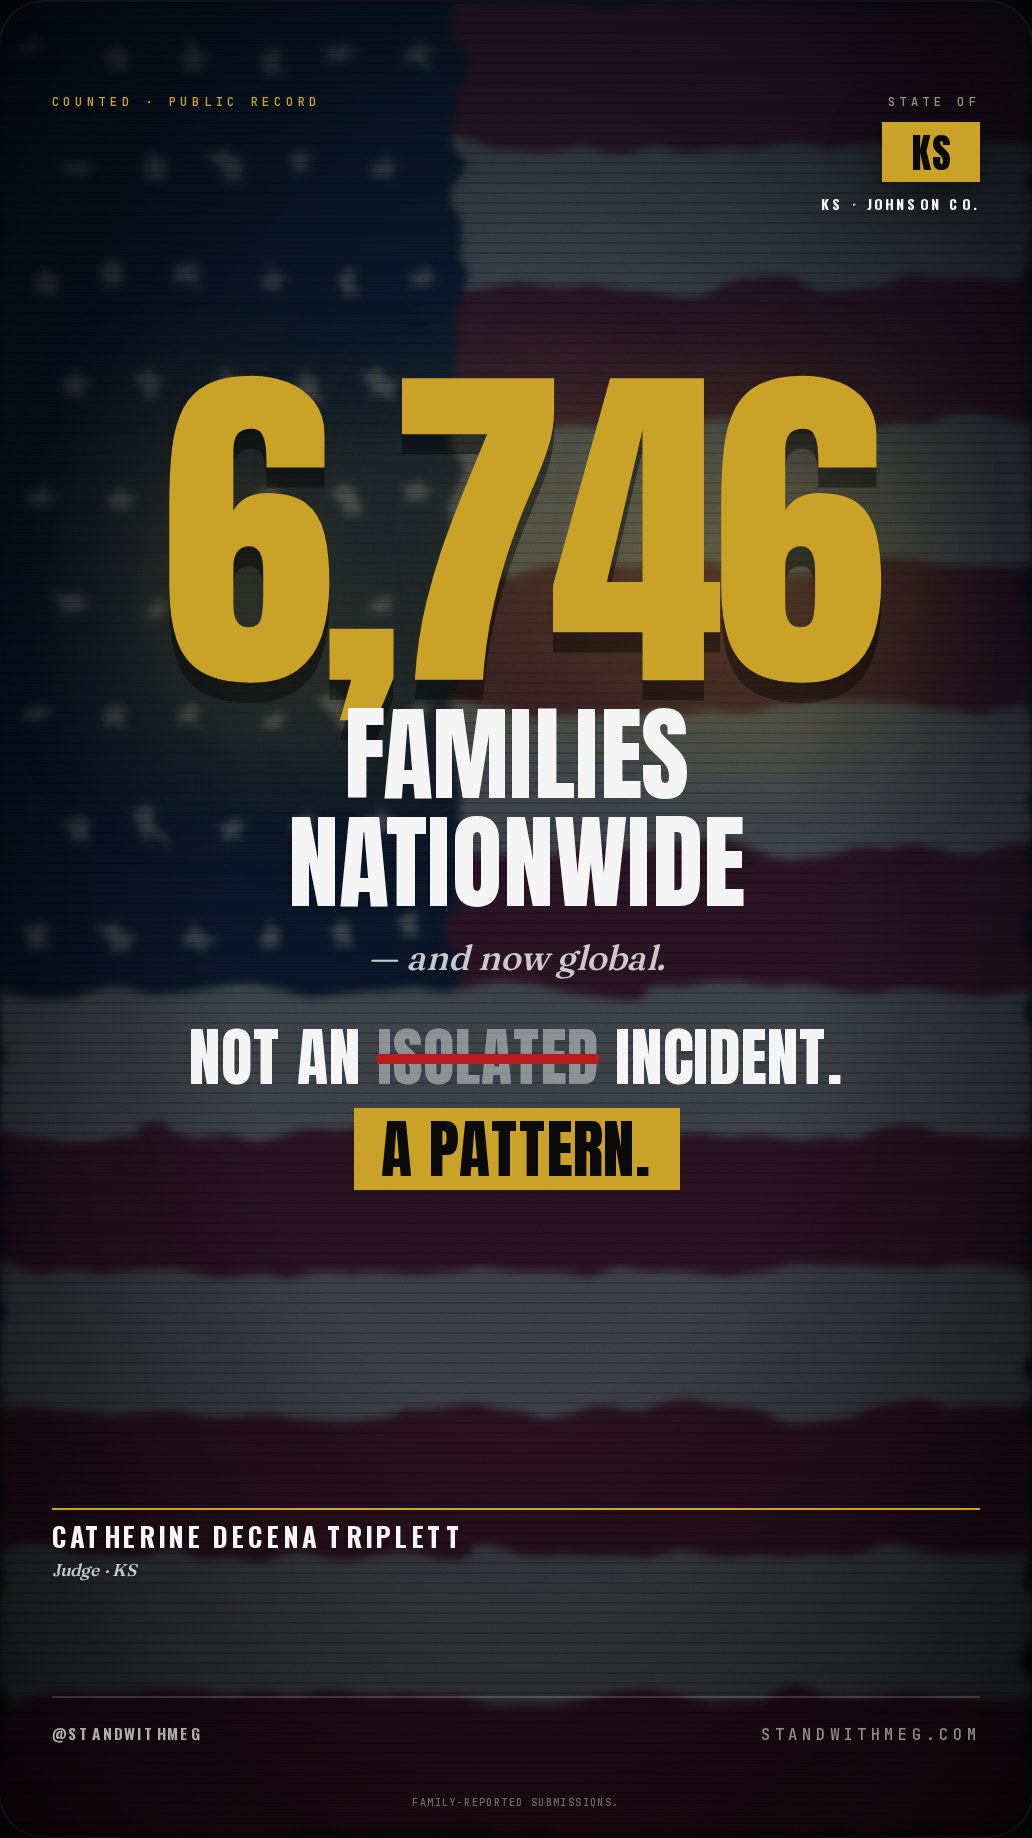 COUNTED · PUBLIC RECORD
STATE OF
KS
KS · JOHNSON CO.
6,746
FAMILIES
NATIONWIDE
— and now global.
NOT AN ISOLATED INCIDENT.
A PATTERN.
CATHERINE DECENA TRIPLETT
Judge · KS
@STANDWITHMEG
STANDWITHMEG.COM
FAMILY-REPORTED SUBMISSIONS.